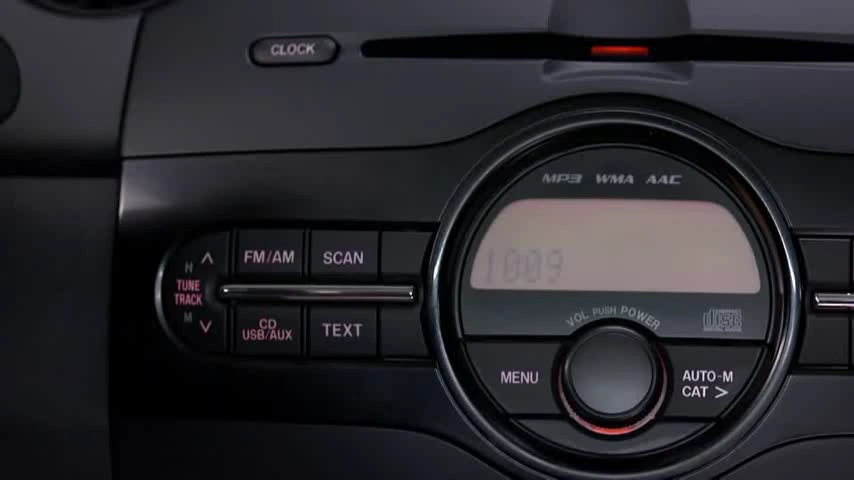 CLOCK
MP3 WMA AAC
FM/AM SCAN
TUNE
TRACK
CD
USB/AUX
TEXT
1009
VOL PUSH POWER
disc
MENU
AUTO-M
CAT >